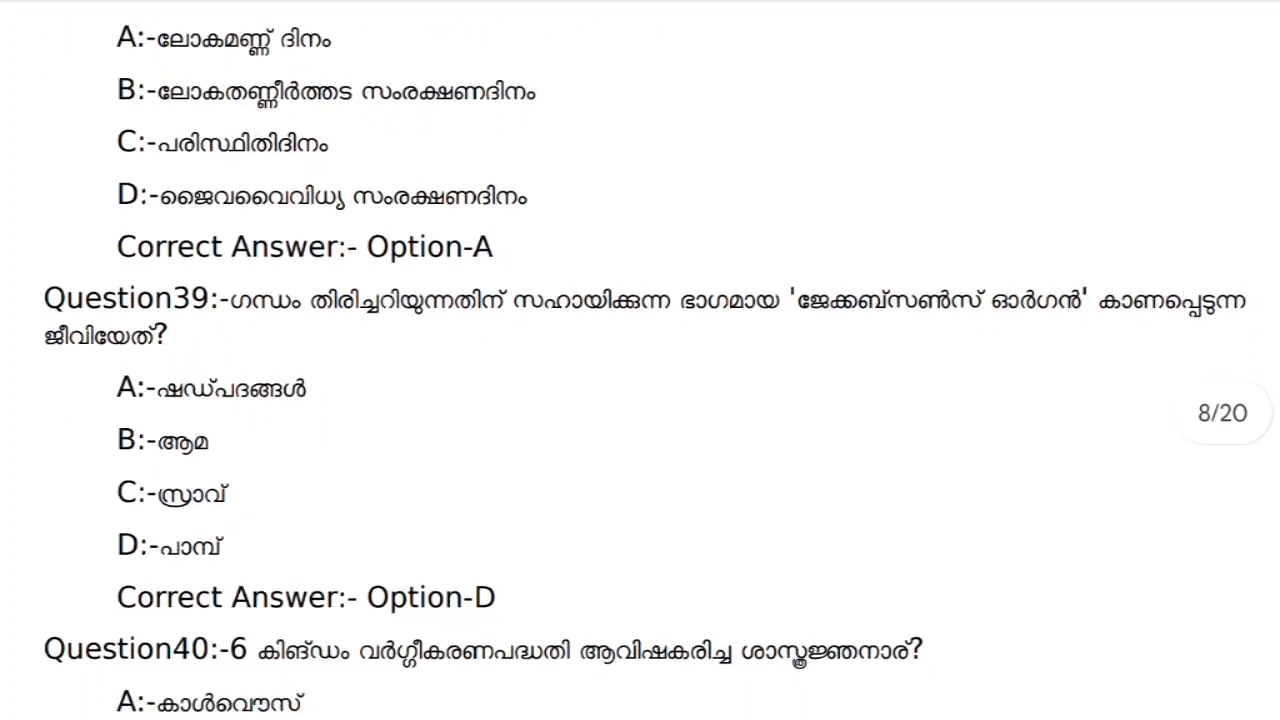 A:-ലോകമണ്ണ് ദിനം
B:-ലോകതണ്ണീർത്തട സംരക്ഷണദിനം
C:-പരിസ്ഥിതിദിനം
D:-ജൈവവൈവിധ്യ സംരക്ഷണദിനം
Correct Answer:- Option-A
Question39:-ഗന്ധം തിരിച്ചറിയുന്നതിന് സഹായിക്കുന്ന ഭാഗമായ 'ജേക്കബ്സൺസ് ഓർഗൻ' കാണപ്പെടുന്ന
ജീവിയേത്?
A:-ഷഡ്പദങ്ങൾ
B:-ആമ
8/20
C:-സ്രാവ്
D:-പാമ്പ്
Correct Answer:- Option-D
Question40:-6 കിങ്ഡം വർഗ്ഗീകരണപദ്ധതി ആവിഷകരിച്ച ശാസ്ത്രജ്ഞനാര്?
A:-കാൾവൌസ്